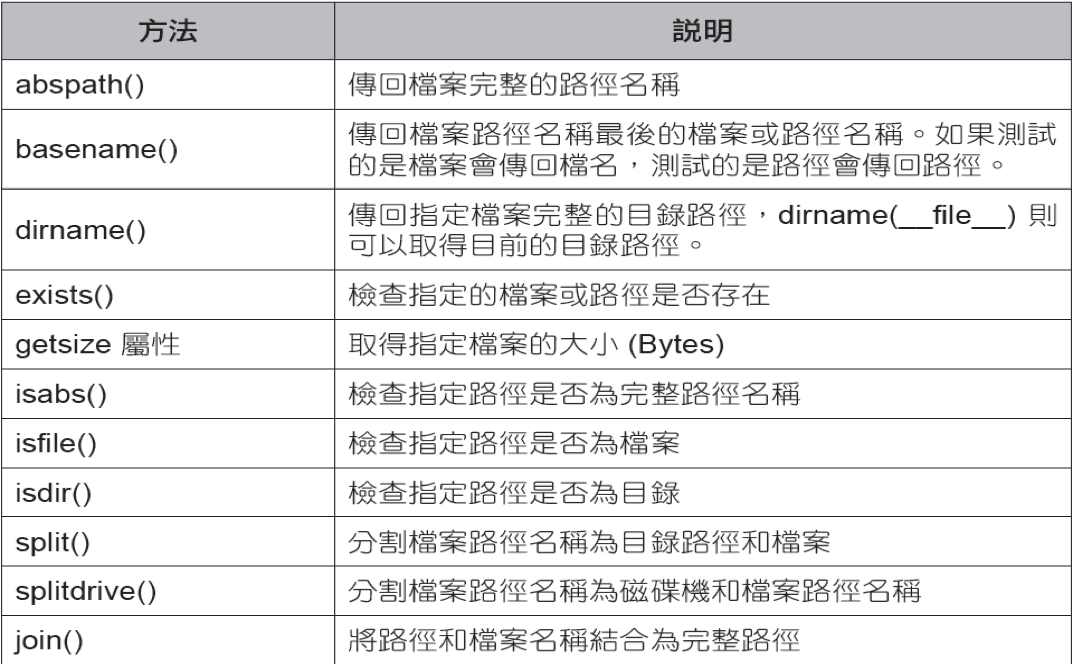 方法 説明
abspath() 傳回檔案完整的路徑名稱
basename() 傳回檔案路徑名稱最後的檔案或路徑名稱。如果測試
的是檔案會傳回檔名，測試的是路徑會傳回路徑。
dirname() 傳回指定檔案完整的目錄路徑，dirname(__file__) 則
可以取得目前的目錄路徑。
exists() 檢查指定的檔案或路徑是否存在
getsize 屬性 取得指定檔案的大小 (Bytes)
isabs() 檢查指定路徑是否為完整路徑名稱
isfile() 檢查指定路徑是否為檔案
isdir() 檢查指定路徑是否為目錄
split() 分割檔案路徑名稱為目錄路徑和檔案
splitdrive() 分割檔案路徑名稱為磁碟機和檔案路徑名稱
join() 將路徑和檔案名稱結合為完整路徑